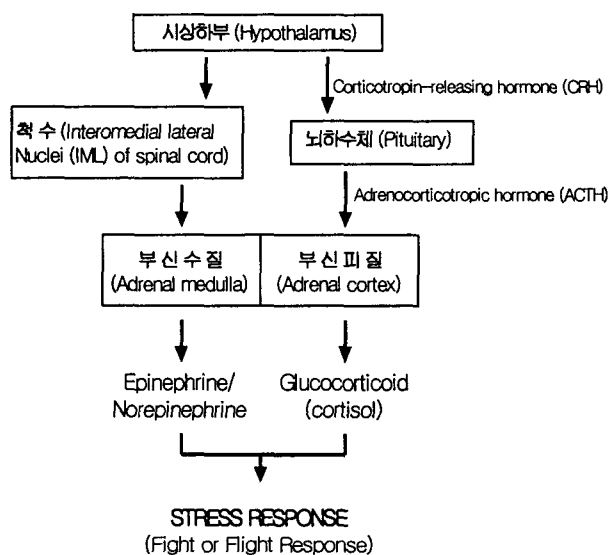 시상하부 (Hypothalamus)
Corticotropin-releasing hormone (CRH)
척 수 (Interomedial lateral
Nuclei (IML) of spinal cord)
뇌하수체 (Pituitary)
Adrenocorticotropic hormone (ACTH)
부 신 수 질
(Adrenal medulla)
부 신 피 질
(Adrenal cortex)
Epinephrine/
Norepinephrine
Glucocorticoid
(cortisol)
STRESS RESPONSE
(Fight or Flight Response)